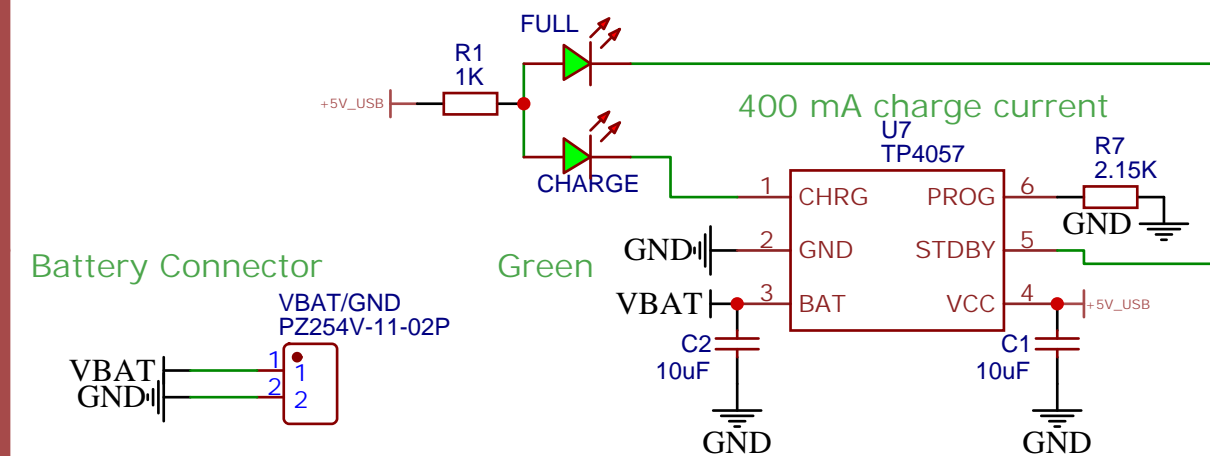 FULL
R1
1K
+5V_USB
400 mA charge current
U7
TP4057
R7
2.15K
CHARGE
1
CHRG
PROG
6
GND
GND
2
GND
STDBY
5
Battery Connector
Green
VBAT/GND
PZ254V-11-02P
VBAT
3
BAT
VCC
4
+5V_USB
C2
10uF
C1
10uF
VBAT
1
1
GND
2
2
GND
GND